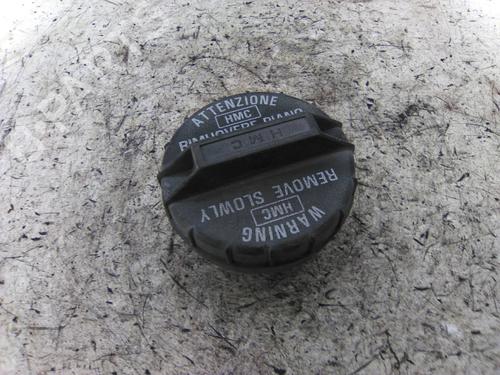 ATTENZIONE
HMC
RIMUOVERE PIANO
HMC
REMOVE SLOWLY
HMC
WARNING